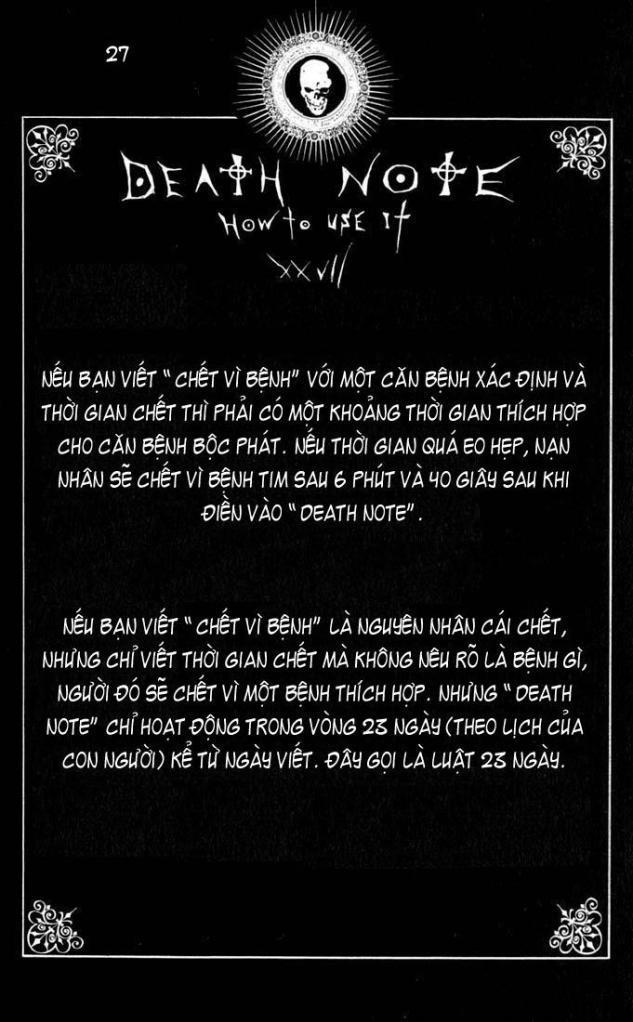 27
DEATH NOTE
HOW to USE IT
XXVII
NẾU BẠN VIẾT “ CHẾT VÌ BỆNH” VỚI MỘT CĂN BỆNH XÁC ĐỊNH VÀ
THỜI GIAN CHẾT THÌ PHẢI CÓ MỘT KHOẢNG THỜI GIAN THÍCH HỢP
CHO CĂN BỆNH BỘC PHÁT. NẾU THỜI GIAN QUÁ EO HẸP, NẠN
NHÂN SẼ CHẾT VÌ BỆNH TIM SAU 6 PHÚT VÀ 40 GIÂY SAU KHI
ĐIỀN VÀO “ DEATH NOTE” .
NẾU BẠN VIẾT “ CHẾT VÌ BỆNH” LÀ NGUYÊN NHÂN CÁI CHẾT,
NHƯNG CHỈ VIẾT THỜI GIAN CHẾT MÀ KHÔNG NÊU RÕ LÀ BỆNH GÌ,
NGƯỜI ĐÓ SẼ CHẾT VÌ MỘT BỆNH THÍCH HỢP. NHƯNG “ DEATH
NOTE” CHỈ HOẠT ĐỘNG TRONG VÒNG 23 NGÀY (THEO LỊCH CỦA
CON NGƯỜI) KỂ TỪ NGÀY VIẾT. ĐÂY GỌI LÀ LUẬT 23 NGÀY.